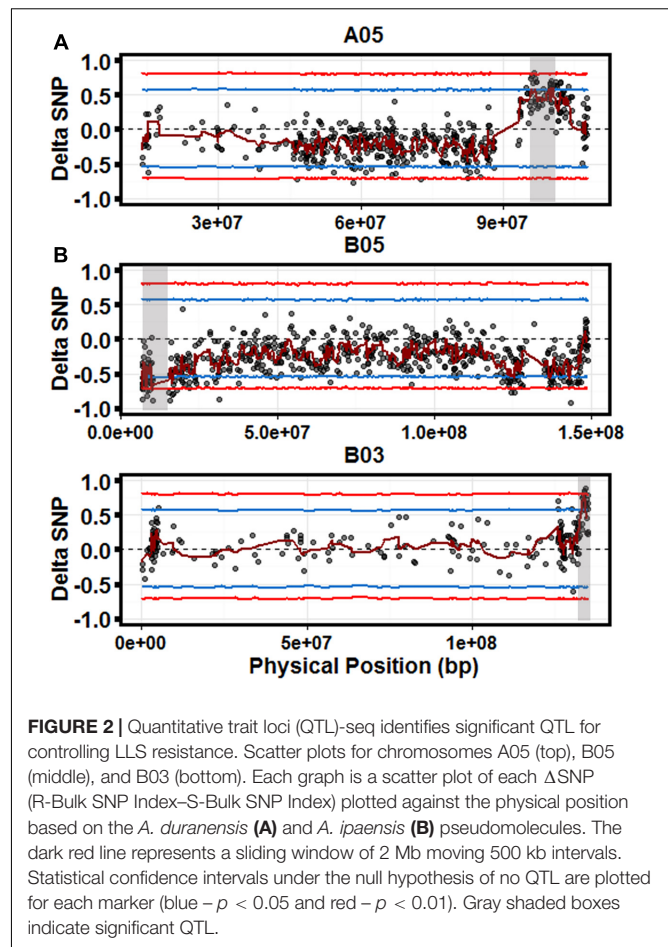 A
A05
1.0
0.5
0.0
-0.5
-1.0
Delta SNP
3e+07 6e+07 9e+07
B
B05
1.0
0.5
0.0
-0.5
-1.0
Delta SNP
0.0e+00 5.0e+07 1.0e+08 1.5e+08
B03
1.0
0.5
0.0
-0.5
-1.0
Delta SNP
0e+00 5e+07 1e+08
Physical Position (bp)
FIGURE 2 | Quantitative trait loci (QTL)-seq identifies significant QTL for
controlling LLS resistance. Scatter plots for chromosomes A05 (top), B05
(middle), and B03 (bottom). Each graph is a scatter plot of each ΔSNP
(R-Bulk SNP Index–S-Bulk SNP Index) plotted against the physical position
based on the A. duranensis (A) and A. ipaensis (B) pseudomolecules. The
dark red line represents a sliding window of 2 Mb moving 500 kb intervals.
Statistical confidence intervals under the null hypothesis of no QTL are plotted
for each marker (blue – p < 0.05 and red – p < 0.01). Gray shaded boxes
indicate significant QTL.